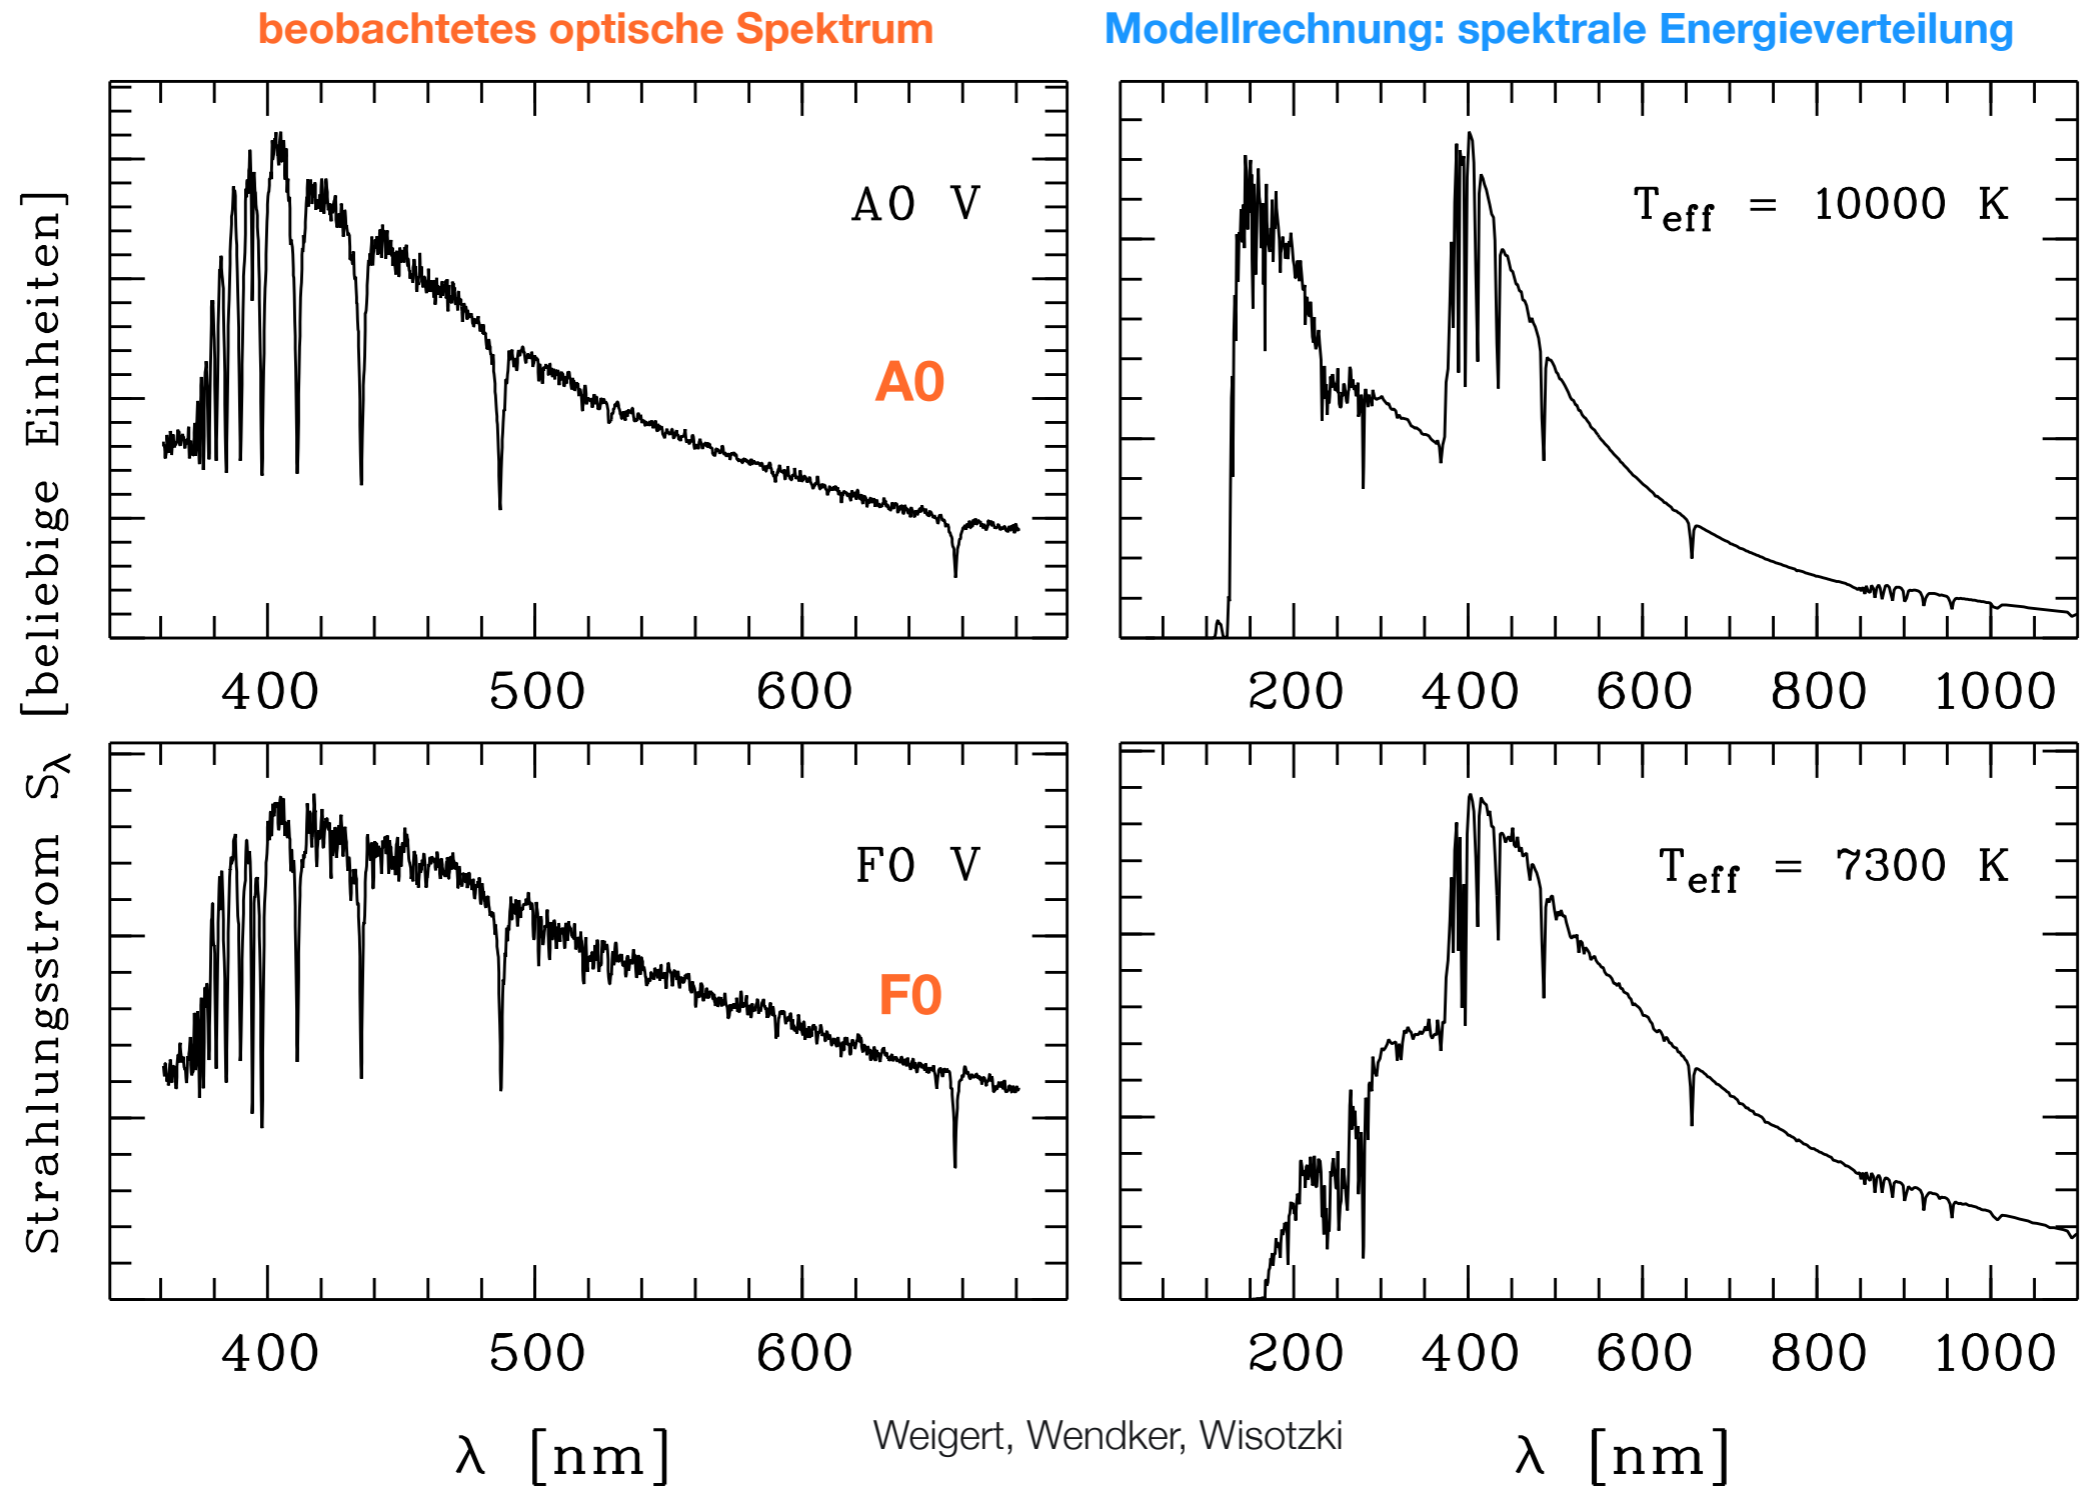 beobachtetes optische Spektrum
Modellrechnung: spektrale Energieverteilung
Strahlungsstrom Sλ [beliebige Einheiten]
A0 V
A0
400 500 600
Teff = 10000 K
200 400 600 800 1000
F0 V
F0
400 500 600
λ [nm]
Teff = 7300 K
200 400 600 800 1000
λ [nm]
Weigert, Wendker, Wisotzki